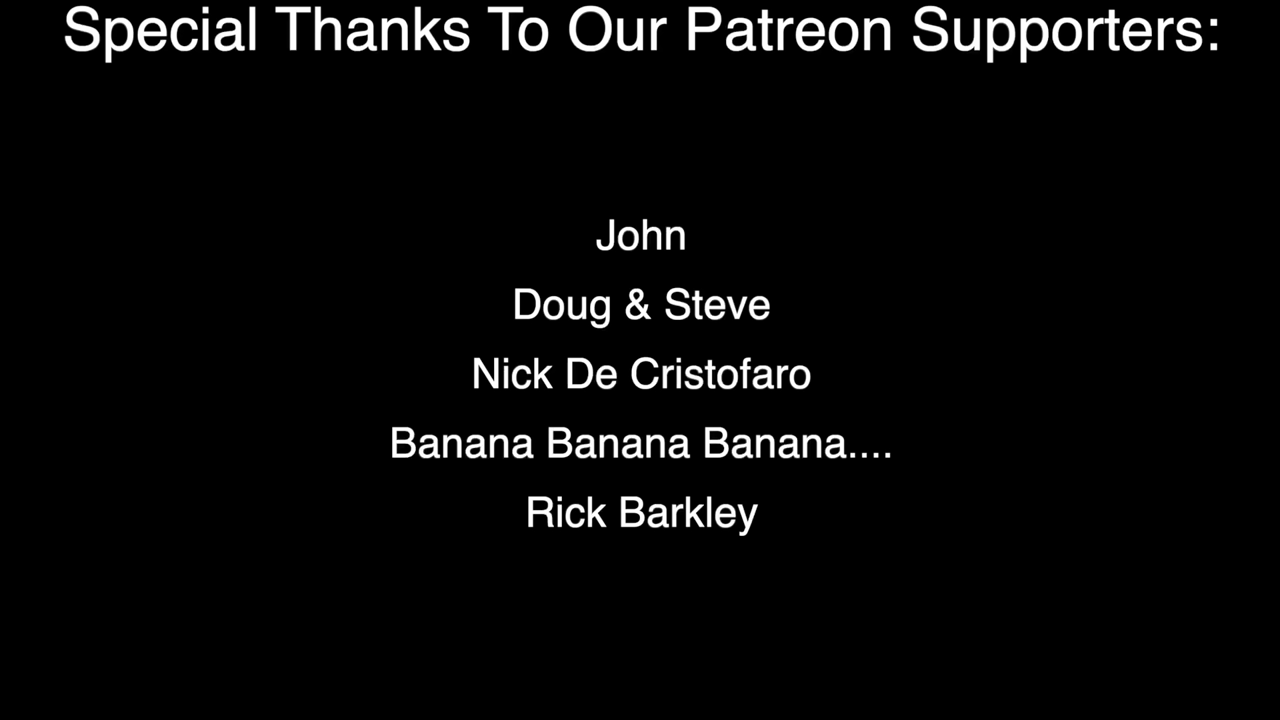 Special Thanks To Our Patreon Supporters:
John
Doug & Steve
Nick De Cristofaro
Banana Banana Banana....
Rick Barkley